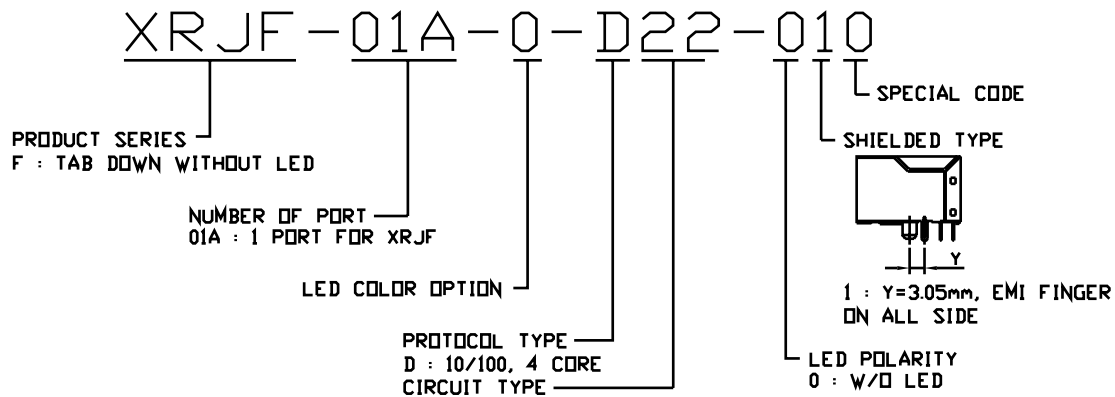 XRJF-01A-0-D22-010
SPECIAL CODE
PRODUCT SERIES
F : TAB DOWN WITHOUT LED
SHIELDED TYPE
Y
1 : Y=3.05mm, EMI FINGER
ON ALL SIDE
NUMBER OF PORT
01A : 1 PORT FOR XRJF
LED COLOR OPTION
PROTOCOL TYPE
D : 10/100, 4 CORE
CIRCUIT TYPE
LED POLARITY
0 : W/O LED